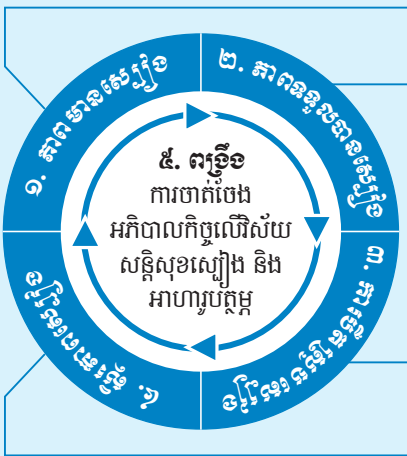 ១. ភាពមានស្បៀង
២. ភាពទទួលបានស្បៀង
៣. ការប្រើប្រាស់ស្បៀង
៤. ស្ថិរភាពស្បៀង
៥. ពង្រឹង
ការចាត់ចែង
អភិបាលកិច្ចលើវិស័យ
សន្តិសុខស្បៀង និង
អាហារូបត្ថម្ភ